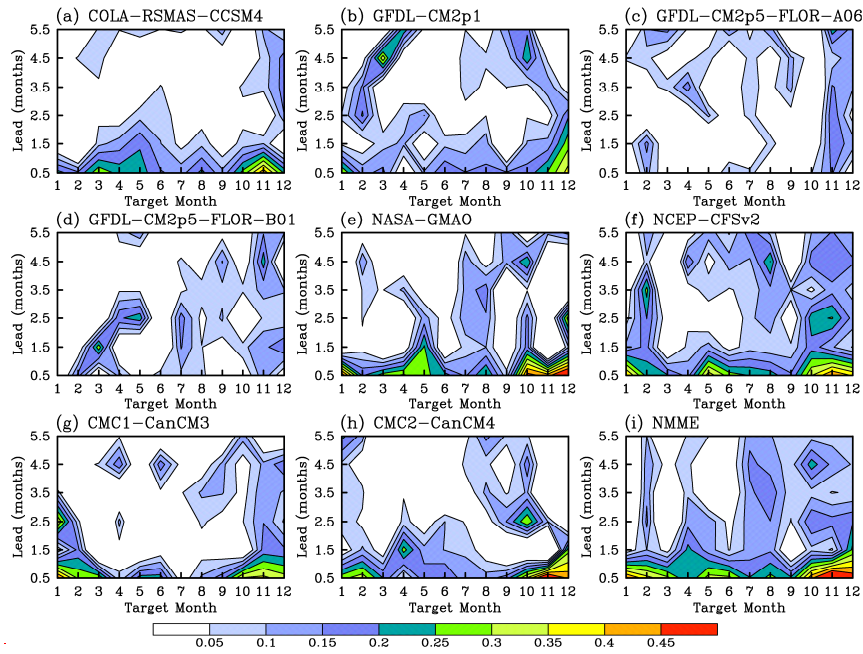 (a) COLA-RSMAS-CCSM4
(b) GFDL-CM2p1
(c) GFDL-CM2p5-FLOR-A06
Lead (months) Lead (months) Lead (months)
5.5 5.5 5.5
4.5 4.5 4.5
3.5 3.5 3.5
2.5 2.5 2.5
1.5 1.5 1.5
0.5 0.5 0.5
1 2 3 4 5 6 7 8 9 10 11 12 1 2 3 4 5 6 7 8 9 10 11 12 1 2 3 4 5 6 7 8 9 10 11 12
Target Month Target Month Target Month
(d) GFDL-CM2p5-FLOR-B01
(e) NASA-GMAO
(f) NCEP-CFSv2
Lead (months) Lead (months) Lead (months)
5.5 5.5 5.5
4.5 4.5 4.5
3.5 3.5 3.5
2.5 2.5 2.5
1.5 1.5 1.5
0.5 0.5 0.5
1 2 3 4 5 6 7 8 9 10 11 12 1 2 3 4 5 6 7 8 9 10 11 12 1 2 3 4 5 6 7 8 9 10 11 12
Target Month Target Month Target Month
(g) CMC1-CanCM3
(h) CMC2-CanCM4
(i) NMME
Lead (months) Lead (months) Lead (months)
5.5 5.5 5.5
4.5 4.5 4.5
3.5 3.5 3.5
2.5 2.5 2.5
1.5 1.5 1.5
0.5 0.5 0.5
1 2 3 4 5 6 7 8 9 10 11 12 1 2 3 4 5 6 7 8 9 10 11 12 1 2 3 4 5 6 7 8 9 10 11 12
Target Month Target Month Target Month
0.05 0.1 0.15 0.2 0.25 0.3 0.35 0.4 0.45